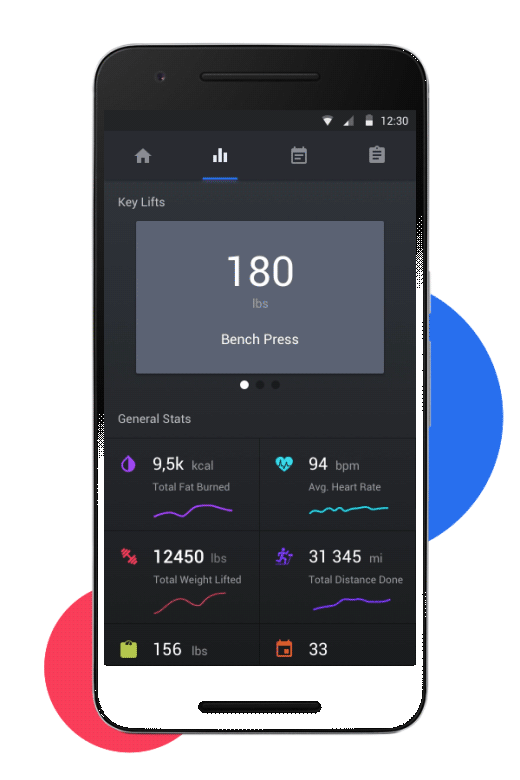 12:30
Key Lifts
180
lbs
Bench Press
General Stats
9,5k kcal
Total Fat Burned
94 bpm
Avg. Heart Rate
12450 lbs
Total Weight Lifted
31 345 mi
Total Distance Done
156 lbs
33